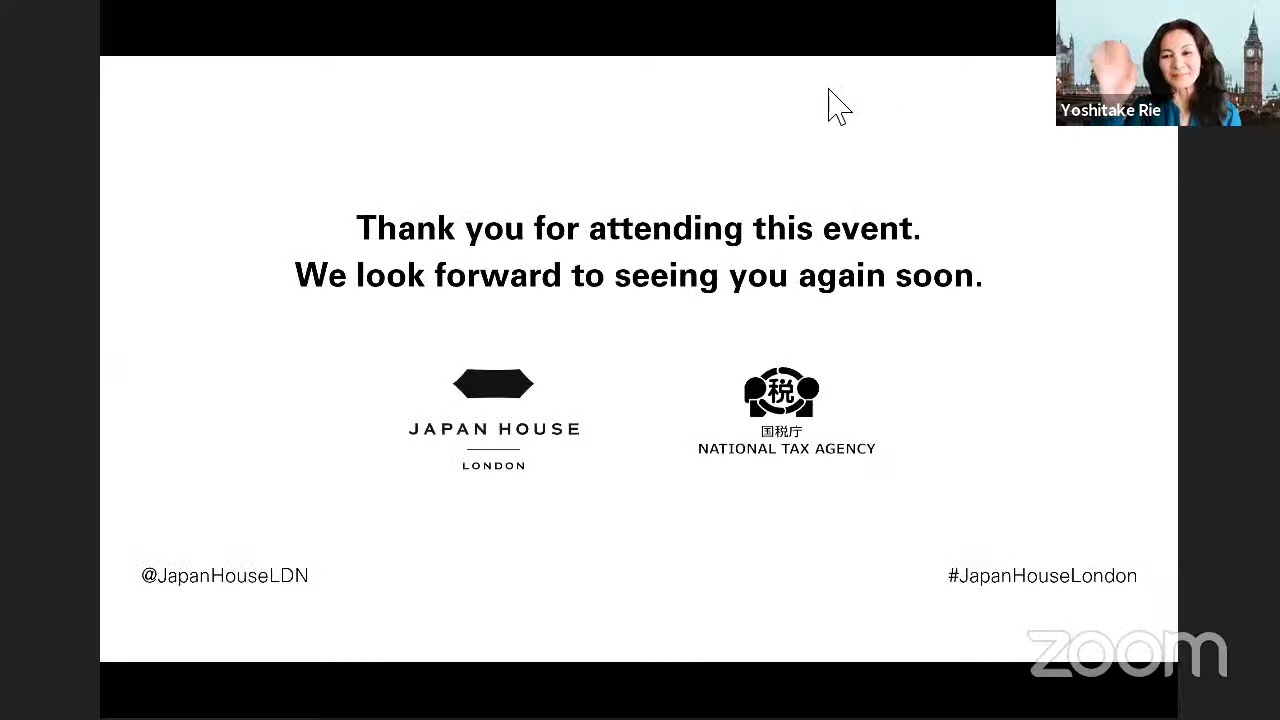 Yoshitake Rie
Thank you for attending this event.
We look forward to seeing you again soon.
JAPAN HOUSE
LONDON
税
国税庁
NATIONAL TAX AGENCY
@JapanHouseLDN
#JapanHouseLondon
zoom